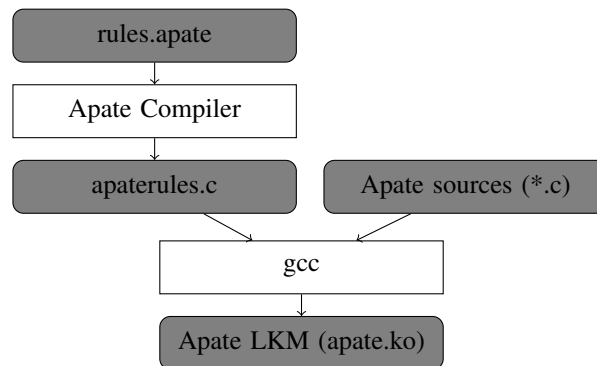 rules.apate
Apate Compiler
apaterules.c
Apate sources (*.c)
gcc
Apate LKM (apate.ko)